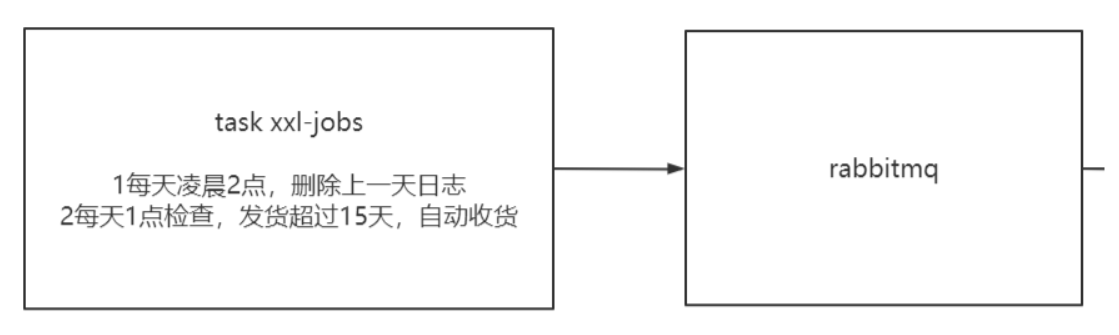 task xxl-jobs
1每天凌晨2点，删除上一天日志
2每天1点检查，发货超过15天，自动收货
rabbitmq